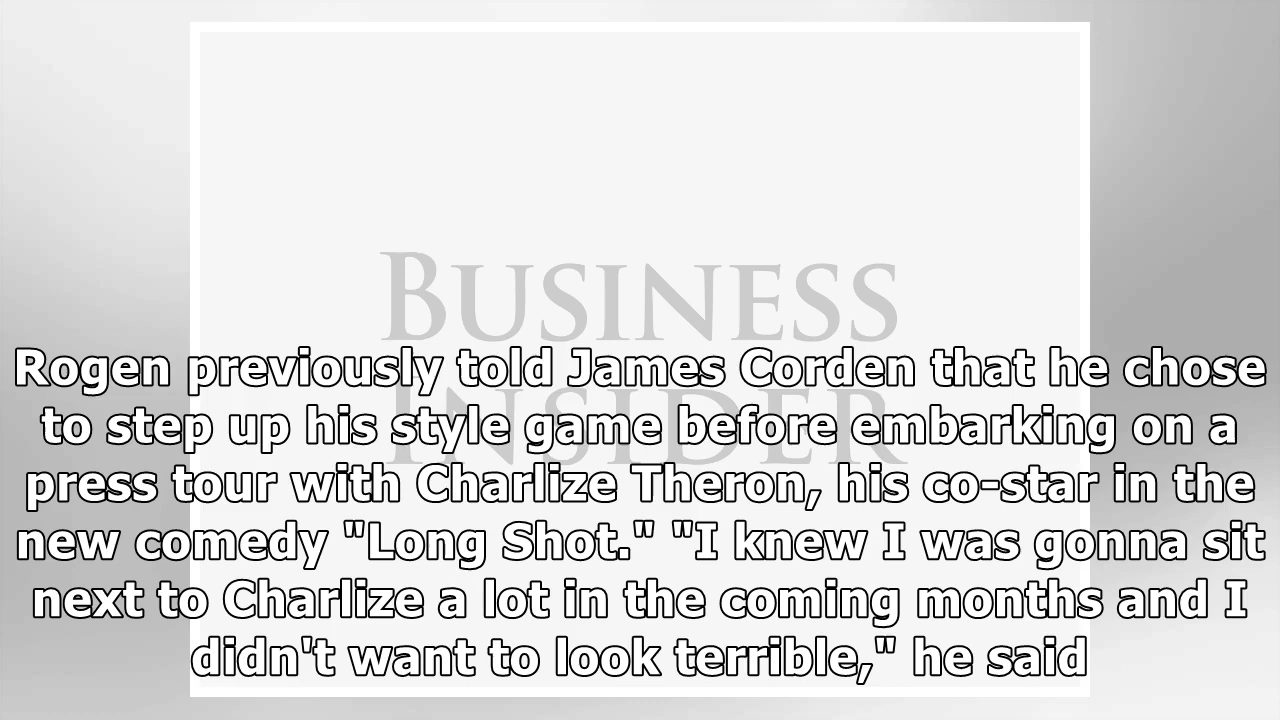 BUSINESS
INSIDER
Rogen previously told James Corden that he chose
to step up his style game before embarking on a
press tour with Charlize Theron, his co-star in the
new comedy "Long Shot." "I knew I was gonna sit
next to Charlize a lot in the coming months and I
didn't want to look terrible," he said